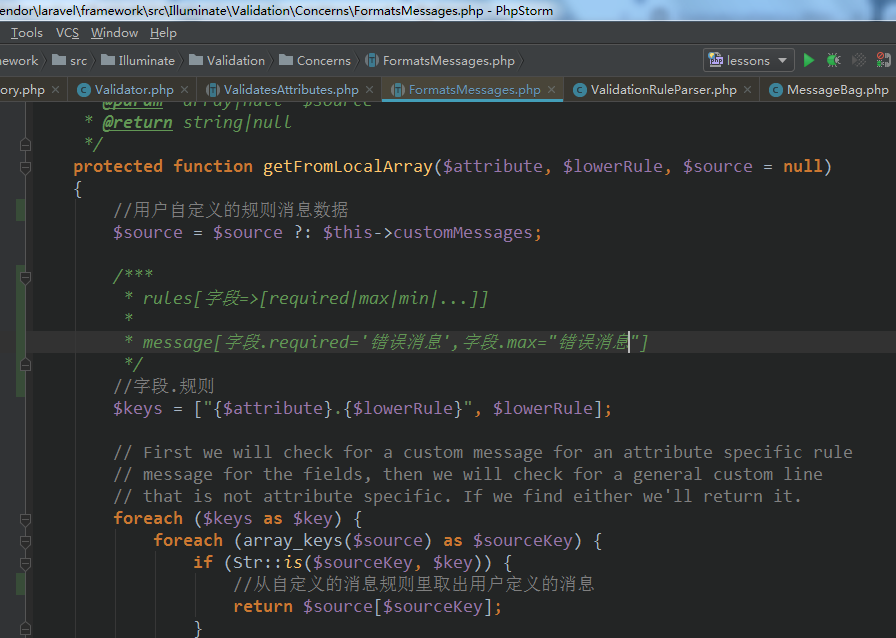 endor\laravel\framework\src\Illuminate\Validation\Concerns\FormatsMessages.php - PhpStorm
Tools VCS Window Help
ework src Illuminate Validation Concerns FormatsMessages.php lessons
ory.php Validator.php ValidatesAttributes.php FormatsMessages.php ValidationRuleParser.php MessageBag.php
* @param array|null $source
* @return string|null
*/
protected function getFromLocalArray($attribute, $lowerRule, $source = null)
{
//用户自定义的规则消息数据
$source = $source ?: $this->customMessages;
/***
* rules[字段=>[required|max|min|...]]
*
* message[字段.required='错误消息',字段.max="错误消息"]
*/
//字段.规则
$keys = ["{$attribute}.{$lowerRule}", $lowerRule];
// First we will check for a custom message for an attribute specific rule
// message for the fields, then we will check for a general custom line
// that is not attribute specific. If we find either we'll return it.
foreach ($keys as $key) {
foreach (array_keys($source) as $sourceKey) {
if (Str::is($sourceKey, $key)) {
//从自定义的消息规则里取出用户定义的消息
return $source[$sourceKey];
}